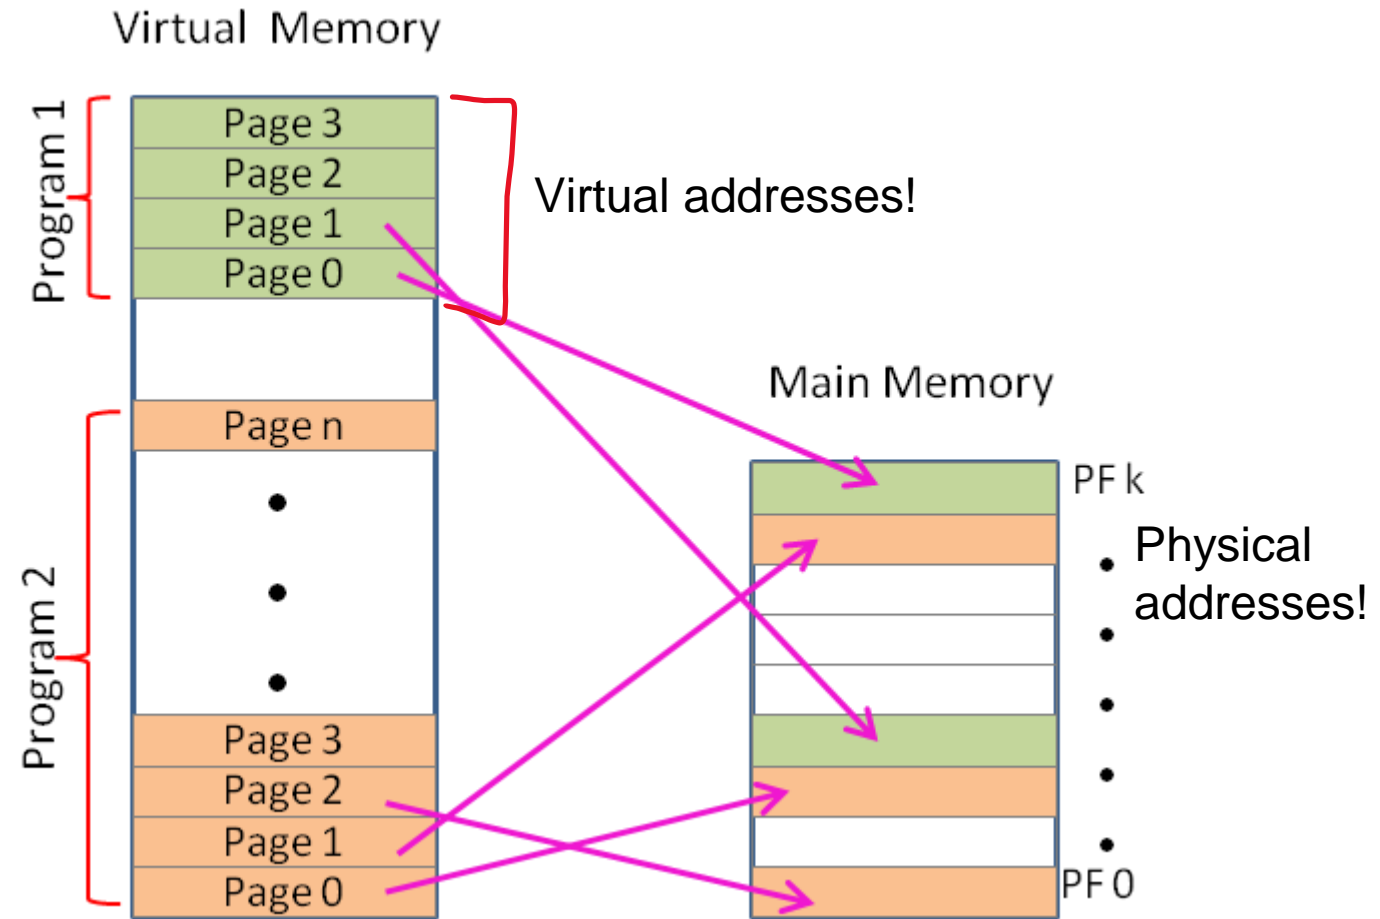 Virtual Memory
Program 1
Page 3
Page 2
Page 1
Page 0
Virtual addresses!
Program 2
Page n
Page 3
Page 2
Page 1
Page 0
Main Memory
PF k
Physical
addresses!
PF 0